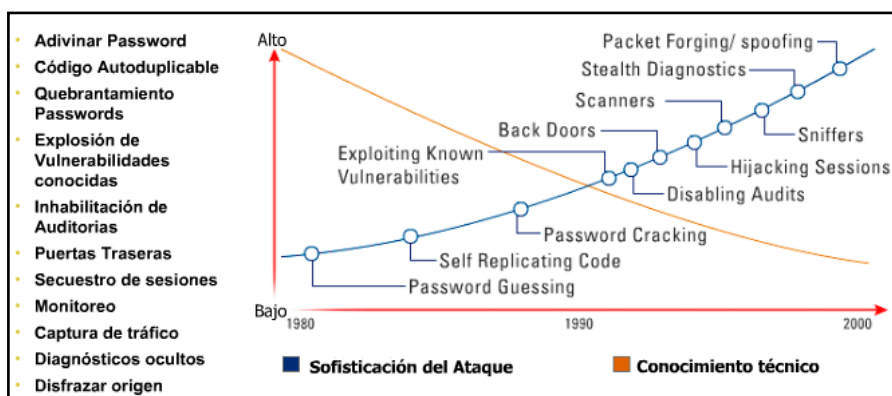 • Adivinar Password
• Código Autoduplicable
• Quebrantamiento
Passwords
• Explosión de
Vulnerabilidades
conocidas
• Inhabilitación de
Auditorias
• Puertas Traseras
• Secuestro de sesiones
• Monitoreo
• Captura de tráfico
• Diagnósticos ocultos
• Disfrazar origen
Alto
Packet Forging/ spoofing
Stealth Diagnostics
Scanners
Sniffers
Back Doors
Exploiting Known
Vulnerabilities
Hijacking Sessions
Disabling Audits
Password Cracking
Self Replicating Code
Password Guessing
Bajo
1980
1990
2000
Sofisticación del Ataque
Conocimiento técnico